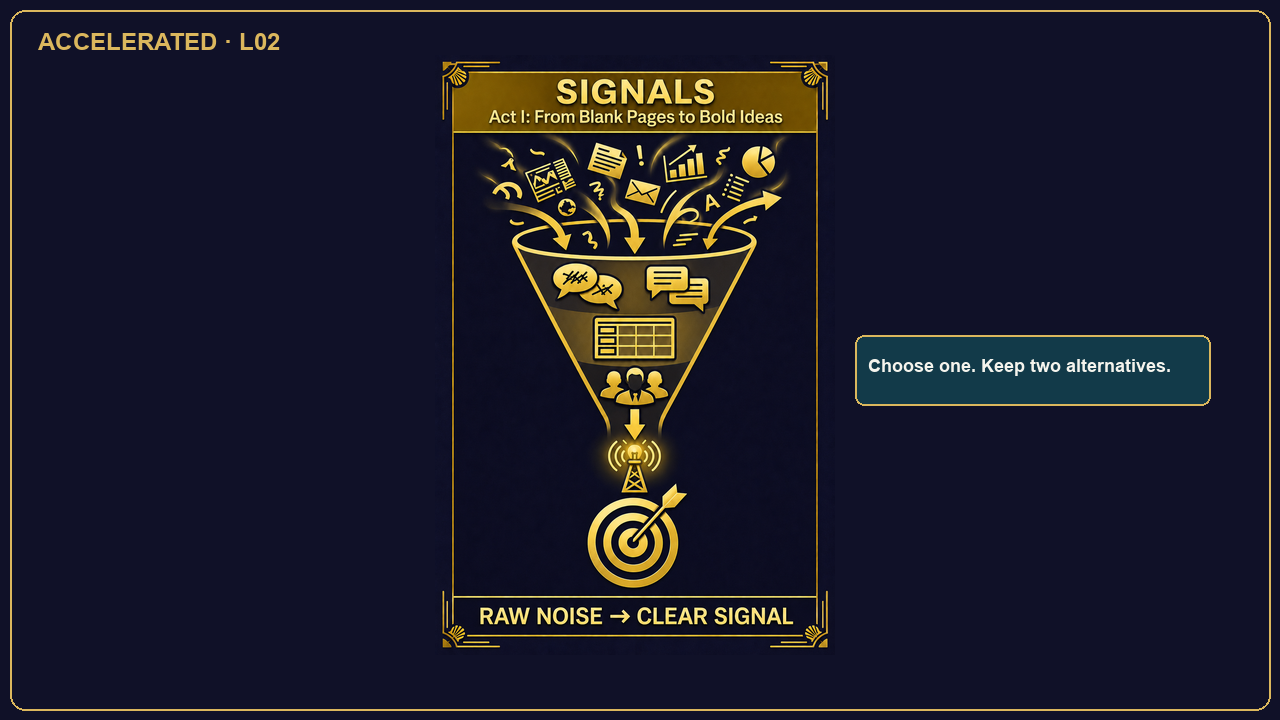 ACCELERATED · L02
SIGNALS
Act I: From Blank Pages to Bold Ideas
!
A
Choose one. Keep two alternatives.
RAW NOISE → CLEAR SIGNAL